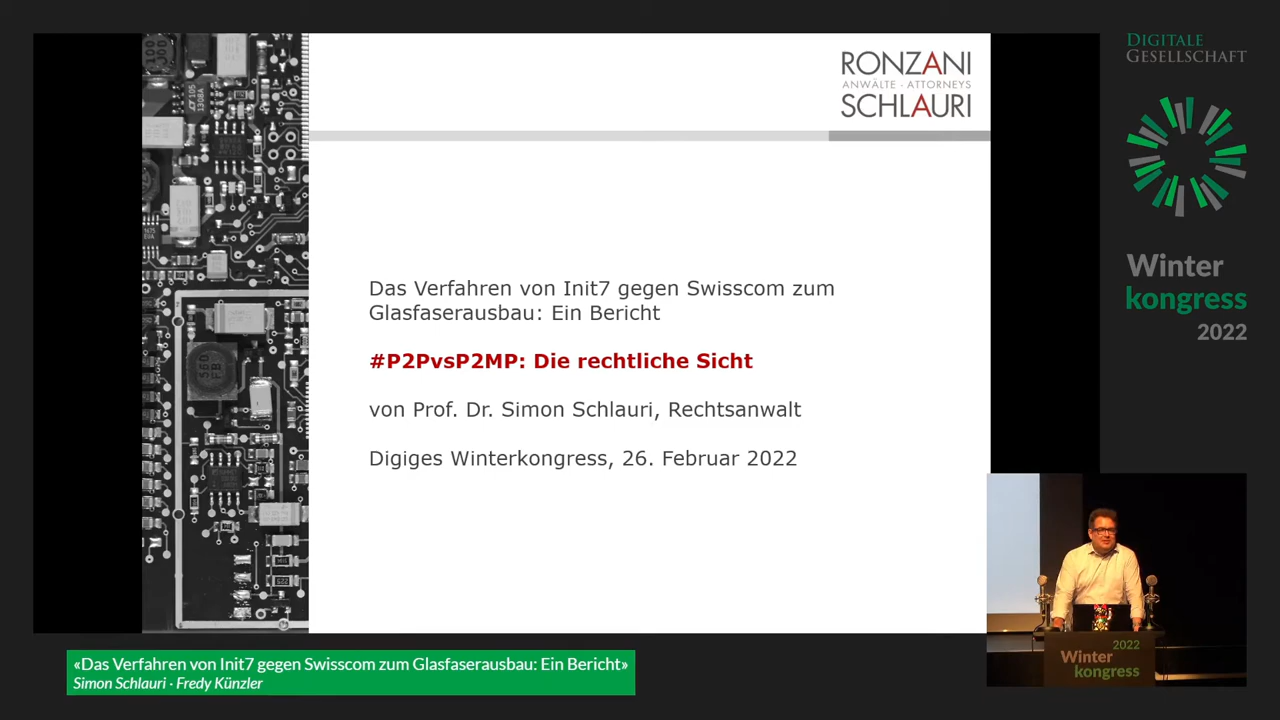 RONZANI
ANWÄLTE · ATTORNEYS
SCHLAURI
Das Verfahren von Init7 gegen Swisscom zum
Glasfaserausbau: Ein Bericht
#P2PvsP2MP: Die rechtliche Sicht
von Prof. Dr. Simon Schlauri, Rechtsanwalt
Digiges Winterkongress, 26. Februar 2022
DIGITALE
GESELLSCHAFT
Winter
kongress
2022
2022
Winter
kongress
«Das Verfahren von Init7 gegen Swisscom zum Glasfaserausbau: Ein Bericht»
Simon Schlauri · Fredy Künzler